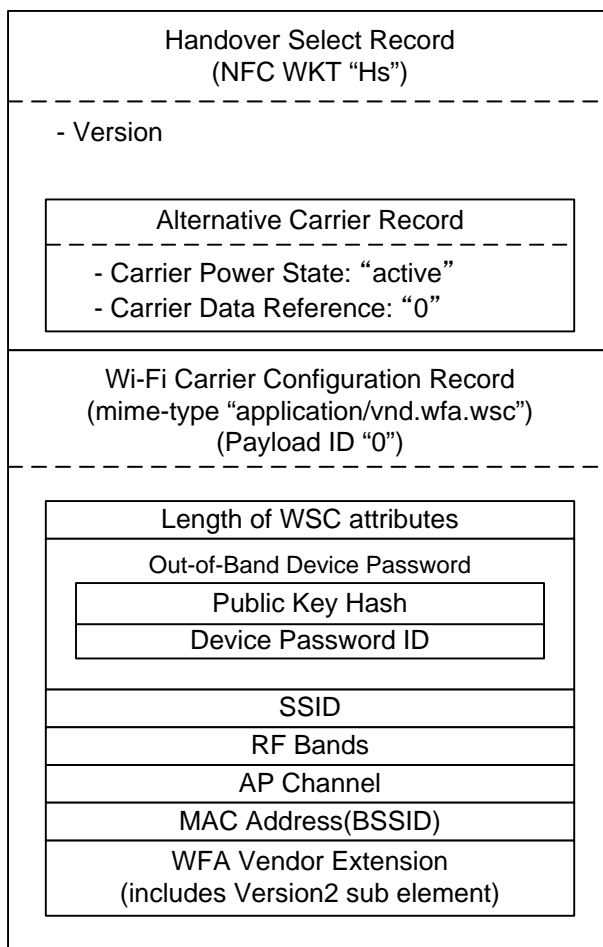 Handover Select Record
(NFC WKT “Hs”)
- Version
Alternative Carrier Record
- Carrier Power State: “active”
- Carrier Data Reference: “0”
Wi-Fi Carrier Configuration Record
(mime-type “application/vnd.wfa.wsc”)
(Payload ID “0”)
Length of WSC attributes
Out-of-Band Device Password
Public Key Hash
Device Password ID
SSID
RF Bands
AP Channel
MAC Address(BSSID)
WFA Vendor Extension
(includes Version2 sub element)